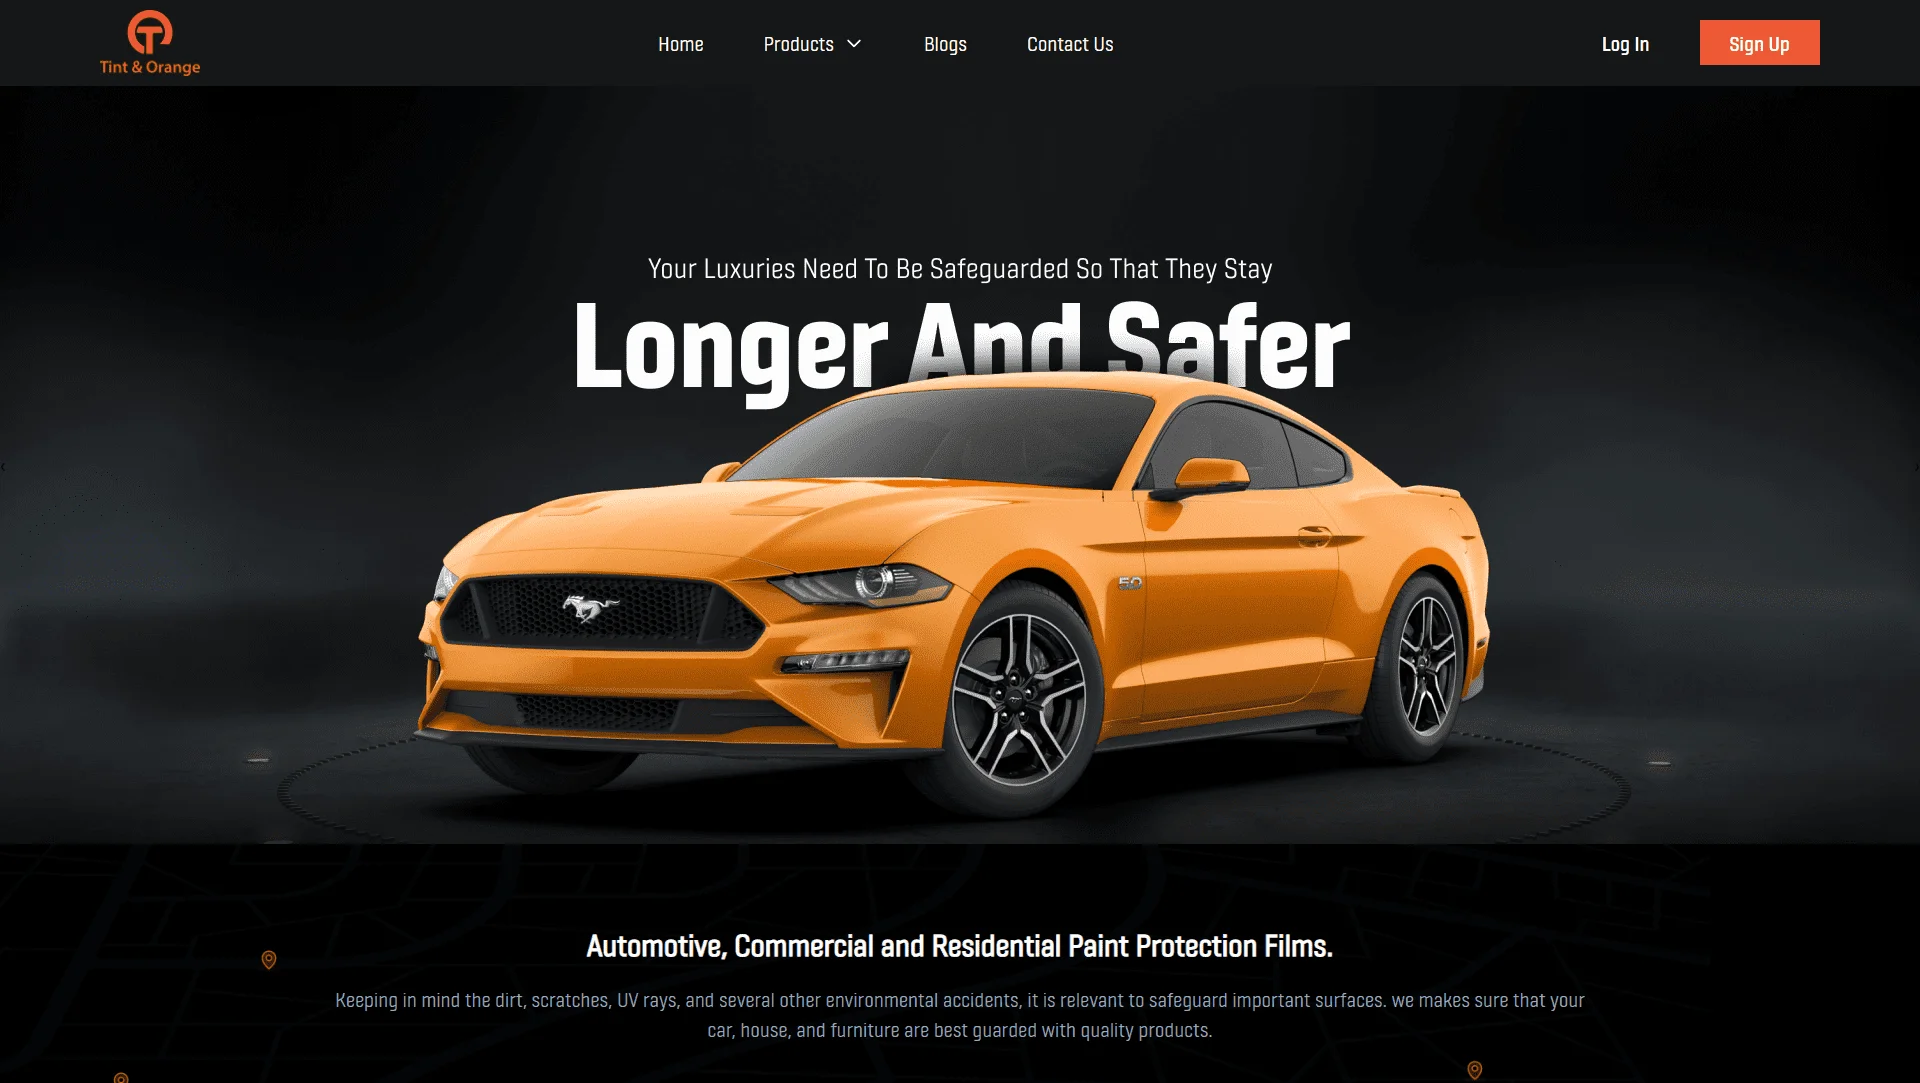 Tint & Orange
Home
Products
Blogs
Contact Us
Log In
Sign Up
Your Luxuries Need To Be Safeguarded So That They Stay
Longer And Safer
5.0
Automotive, Commercial and Residential Paint Protection Films.
Keeping in mind the dirt, scratches, UV rays, and several other environmental accidents, it is relevant to safeguard important surfaces. we makes sure that your
car, house, and furniture are best guarded with quality products.